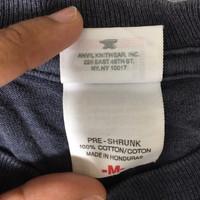 ANVIL KNITWEAR, INC.
228 EAST 45TH ST.
NY, NY 10017
PRE-SHRUNK
100% COTTON/COTON
MADE IN HONDURAS
-M-